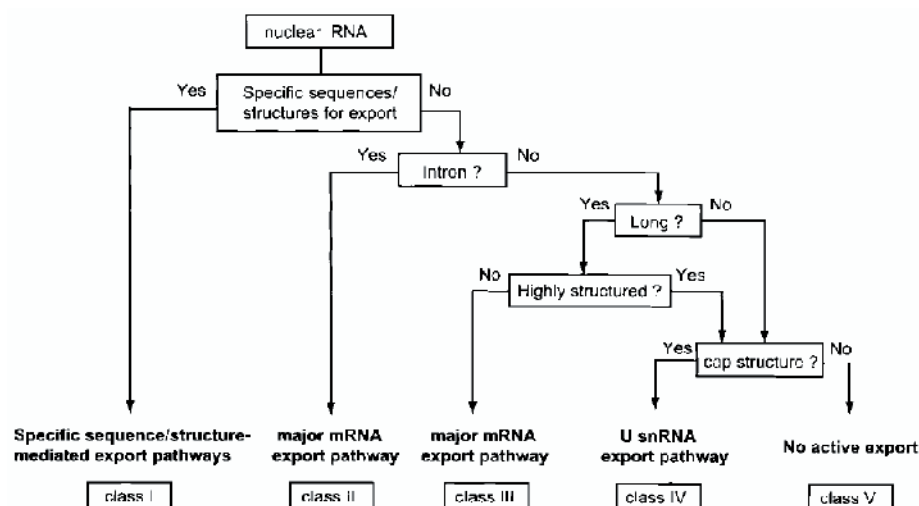 nuclear RNA
Yes
Specific sequences/
structures for export
No
Yes
Intron ?
No
Yes
Long ?
No
No
Highly structured ?
Yes
Yes
cap structure ?
No
Specific sequence/structure-
mediated export pathways
major mRNA
export pathway
major mRNA
export pathway
U snRNA
export pathway
No active export
class I
class II
class III
class IV
class V